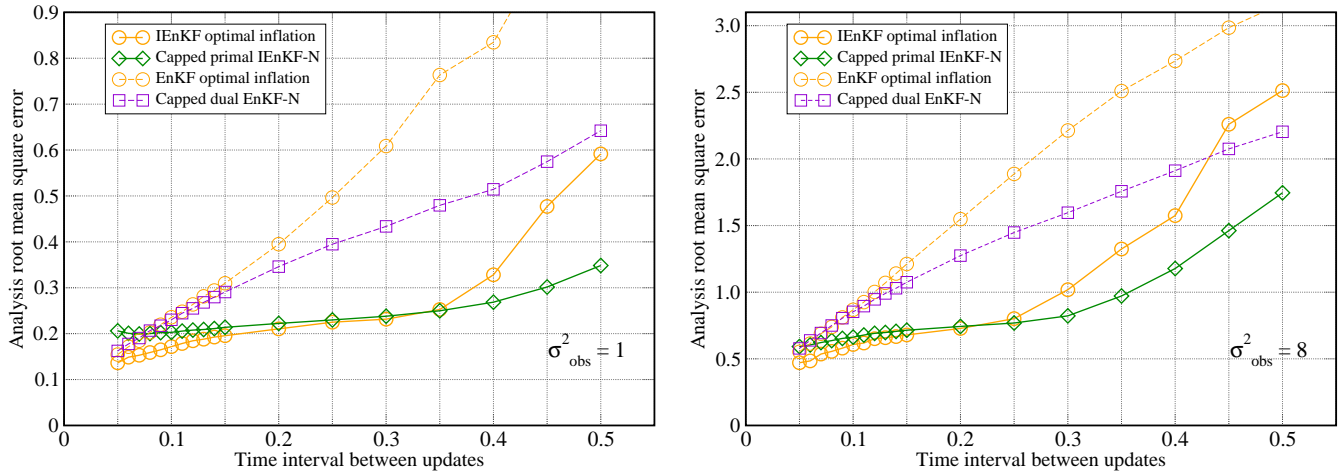 0.9
0.8
0.7
0.6
0.5
0.4
0.3
0.2
0.1
0
0.1
0.2
0.3
0.4
0.5
Analysis root mean square error
Time interval between updates
IEnKF optimal inflation
Capped primal IEnKF-N
EnKF optimal inflation
Capped dual EnKF-N
σ²obs = 1
3.0
2.5
2.0
1.5
1.0
0.5
0.0
0
0.1
0.2
0.3
0.4
0.5
Analysis root mean square error
Time interval between updates
IEnKF optimal inflation
Capped primal IEnKF-N
EnKF optimal inflation
Capped dual EnKF-N
σ²obs = 8